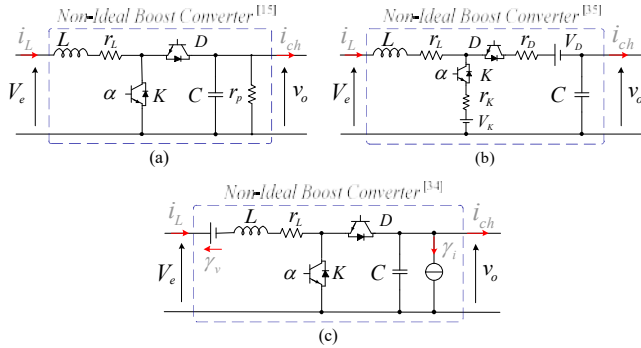 Non-Ideal Boost Converter [15]
i_L L r_L D i_ch
V_e α K C r_p v_o
(a)
Non-Ideal Boost Converter [35]
i_L L r_L D r_D V_D i_ch
V_e α K r_K V_K C v_o
(b)
Non-Ideal Boost Converter [34]
i_L L r_L D i_ch
γ_v γ_i
V_e α K C v_o
(c)